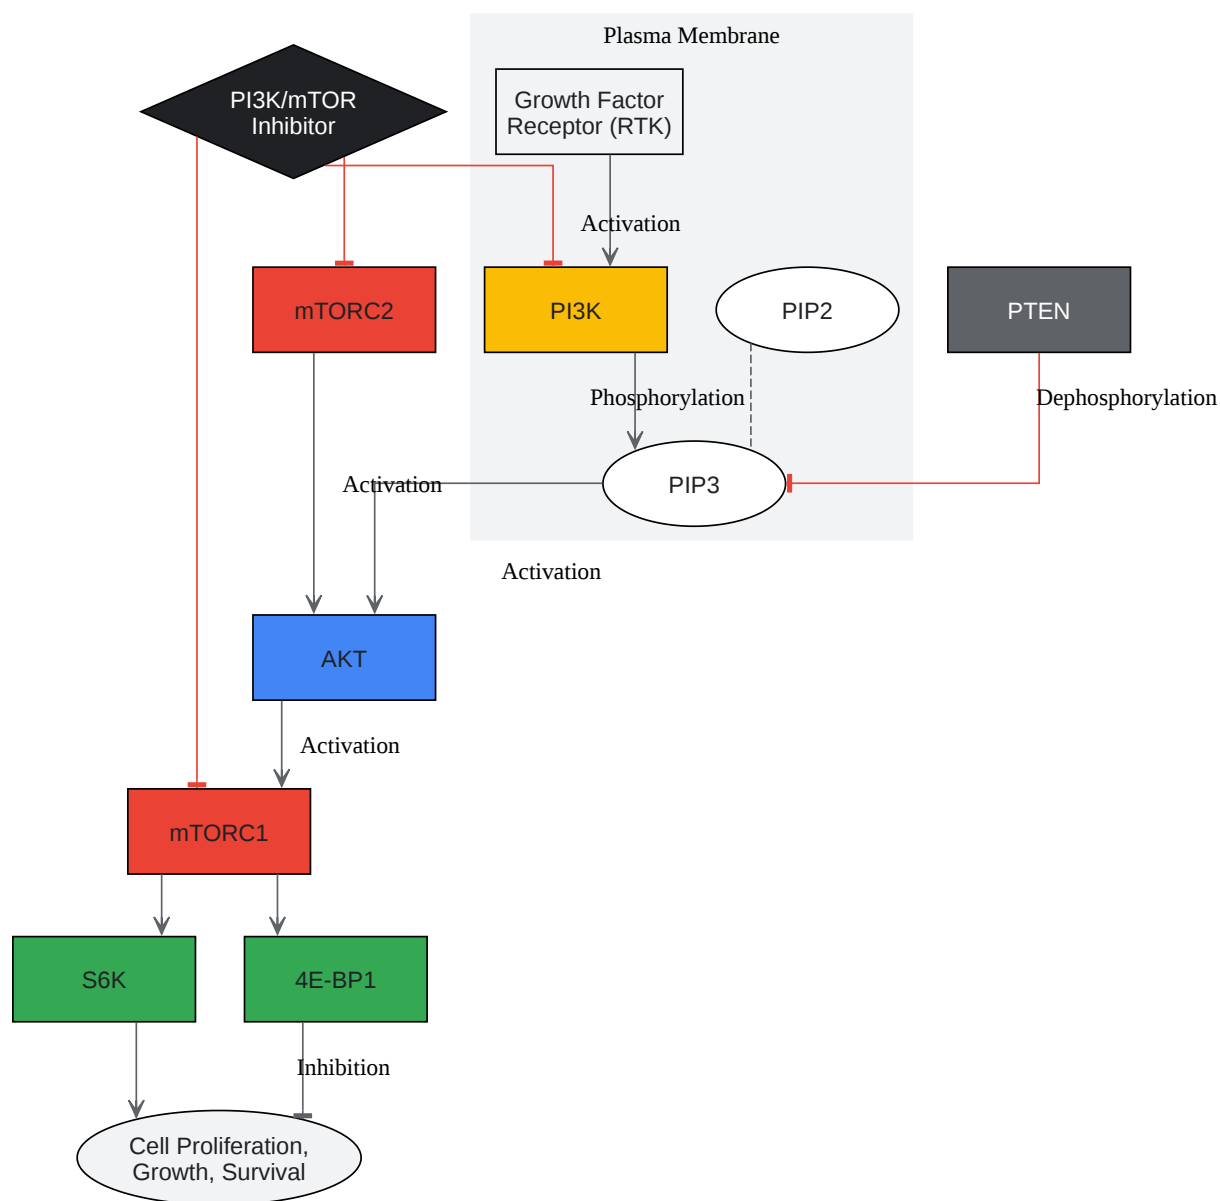 Plasma Membrane
PI3K/mTOR
Inhibitor
Growth Factor
Receptor (RTK)
Activation
mTORC2
PI3K
PIP2
PTEN
Phosphorylation
Dephosphorylation
Activation
PIP3
Activation
AKT
Activation
mTORC1
S6K
4E-BP1
Inhibition
Cell Proliferation,
Growth, Survival